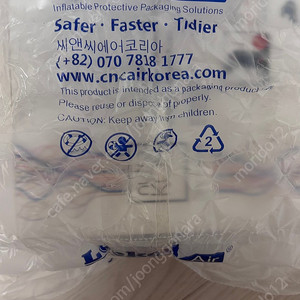 Inflatable Protective Packaging Solutions
Safer · Faster · Tidier
씨앤씨에어코리아
(+82) 070 7818 1777
www.cncairkorea.com
This product is intended as a packaging product
Please reuse or dispose of properly.
CAUTION: Keep away from children.
2
Air